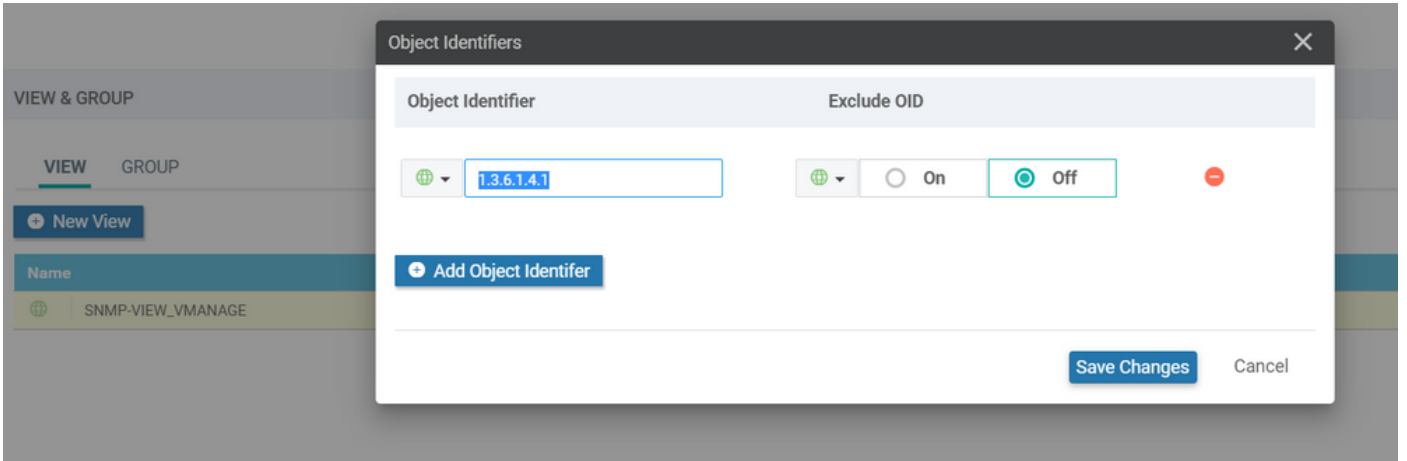 Object Identifiers
VIEW & GROUP
Object Identifier Exclude OID
VIEW GROUP
1.3.6.1.4.1 On Off
New View
Add Object Identifer
Name
SNMP-VIEW_VMANAGE
Save Changes Cancel